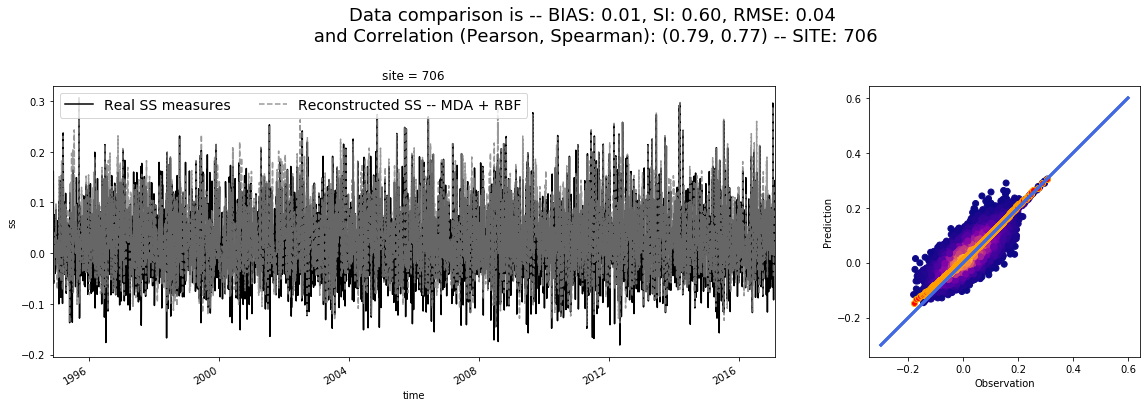 Data comparison is -- BIAS: 0.01, SI: 0.60, RMSE: 0.04
and Correlation (Pearson, Spearman): (0.79, 0.77) -- SITE: 706
site = 706
Real SS measures
Reconstructed SS -- MDA + RBF
ss
0.3
0.2
0.1
0.0
−0.1
−0.2
1996
2000
2004
2008
2012
2016
time
Prediction
0.6
0.4
0.2
0.0
−0.2
−0.2
0.0
0.2
0.4
0.6
Observation